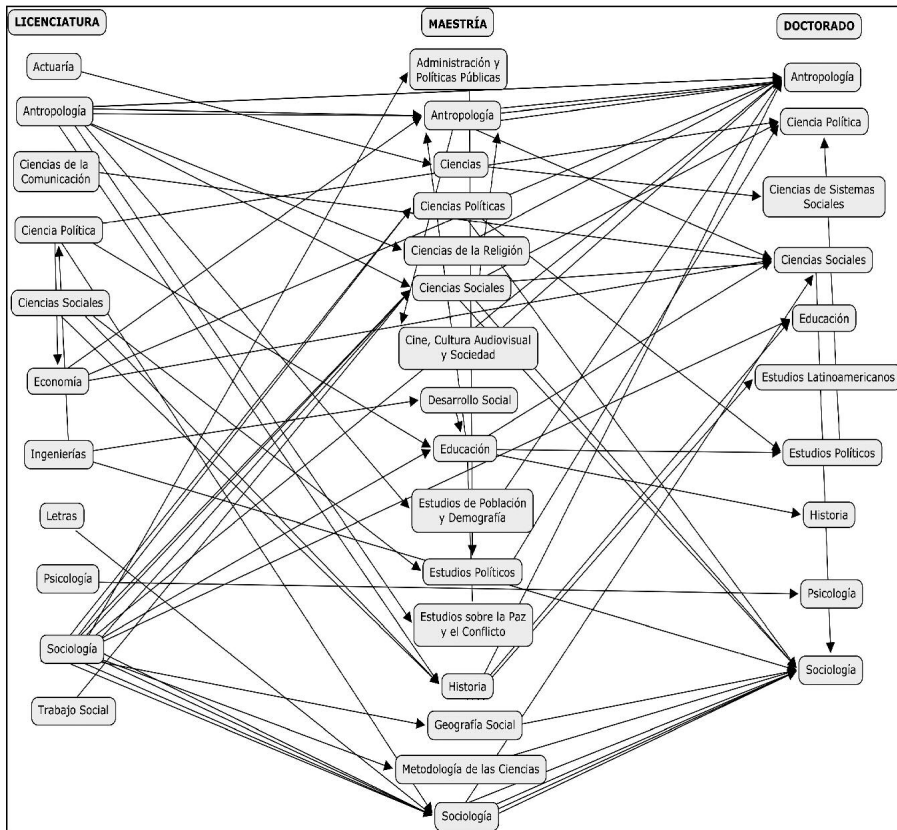 LICENCIATURA
Actuaría
Antropología
Ciencias de la
Comunicación
Ciencia Política
Ciencias Sociales
Economía
Ingenierías
Letras
Psicología
Sociología
Trabajo Social
MAESTRÍA
Administración y
Políticas Públicas
Antropología
Ciencias
Ciencias Políticas
Ciencias de la Religión
Ciencias Sociales
Cine, Cultura Audiovisual
y Sociedad
Desarrollo Social
Educación
Estudios de Población
y Demografía
Estudios Políticos
Estudios sobre la Paz
y el Conflicto
Historia
Geografía Social
Metodología de las Ciencias
Sociología
DOCTORADO
Antropología
Ciencia Política
Ciencias de Sistemas
Sociales
Ciencias Sociales
Educación
Estudios Latinoamericanos
Estudios Políticos
Historia
Psicología
Sociología